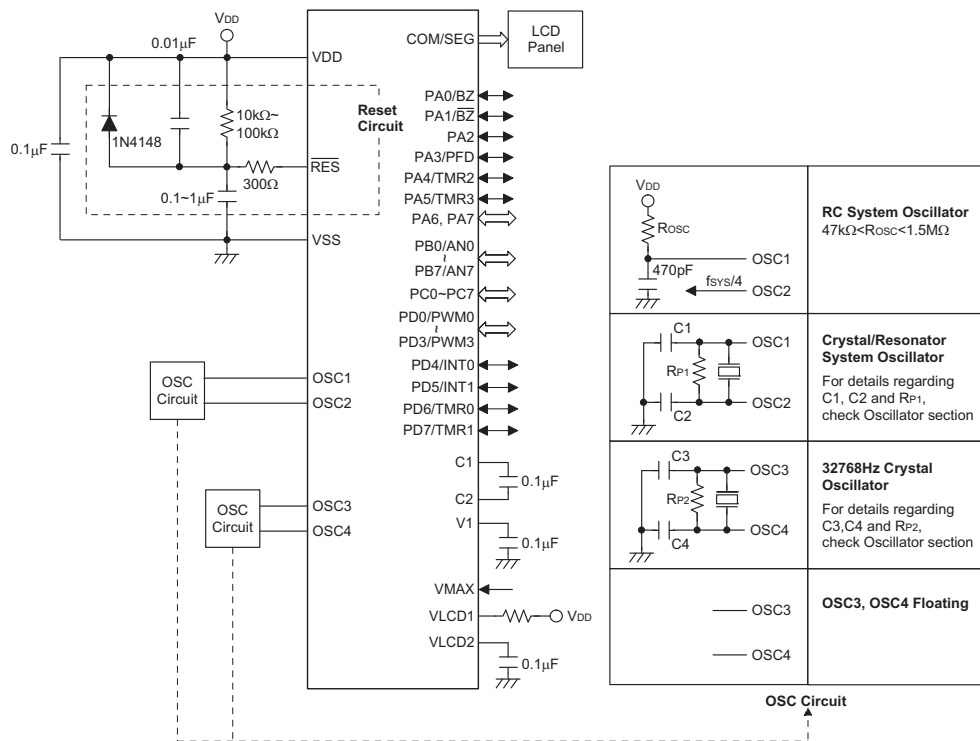 VDD
0.01μF
VDD
COM/SEG
LCD
Panel
Reset
Circuit
10kΩ~
100kΩ
1N4148
0.1μF
300Ω
RES
0.1~1μF
VSS
PA0/BZ
PA1/BZ
PA2
PA3/PFD
PA4/TMR2
PA5/TMR3
PA6, PA7
PB0/AN0
~
PB7/AN7
PC0~PC7
PD0/PWM0
~
PD3/PWM3
PD4/INT0
PD5/INT1
PD6/TMR0
PD7/TMR1
OSC
Circuit
OSC1
OSC2
OSC
Circuit
OSC3
OSC4
C1
0.1μF
C2
V1
0.1μF
VMAX
VLCD1
VDD
VLCD2
0.1μF
VDD
ROSC
OSC1
470pF
fSYS/4
OSC2
RC System Oscillator
47kΩ<ROSC<1.5MΩ
C1
OSC1
RP1
OSC2
C2
Crystal/Resonator
System Oscillator
For details regarding
C1, C2 and RP1,
check Oscillator section
C3
OSC3
RP2
OSC4
C4
32768Hz Crystal
Oscillator
For details regarding
C3,C4 and RP2,
check Oscillator section
OSC3
OSC4
OSC3, OSC4 Floating
OSC Circuit